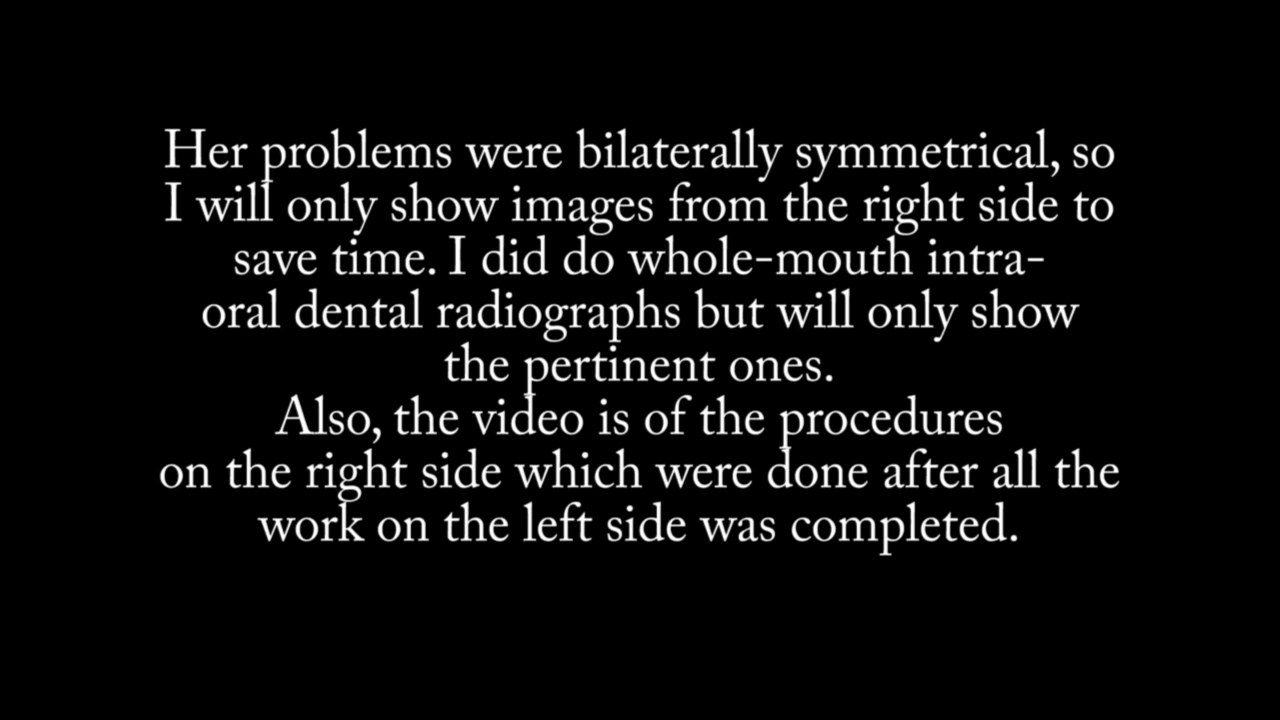 Her problems were bilaterally symmetrical, so
I will only show images from the right side to
save time. I did do whole-mouth intra-
oral dental radiographs but will only show
the pertinent ones.
Also, the video is of the procedures
on the right side which were done after all the
work on the left side was completed.